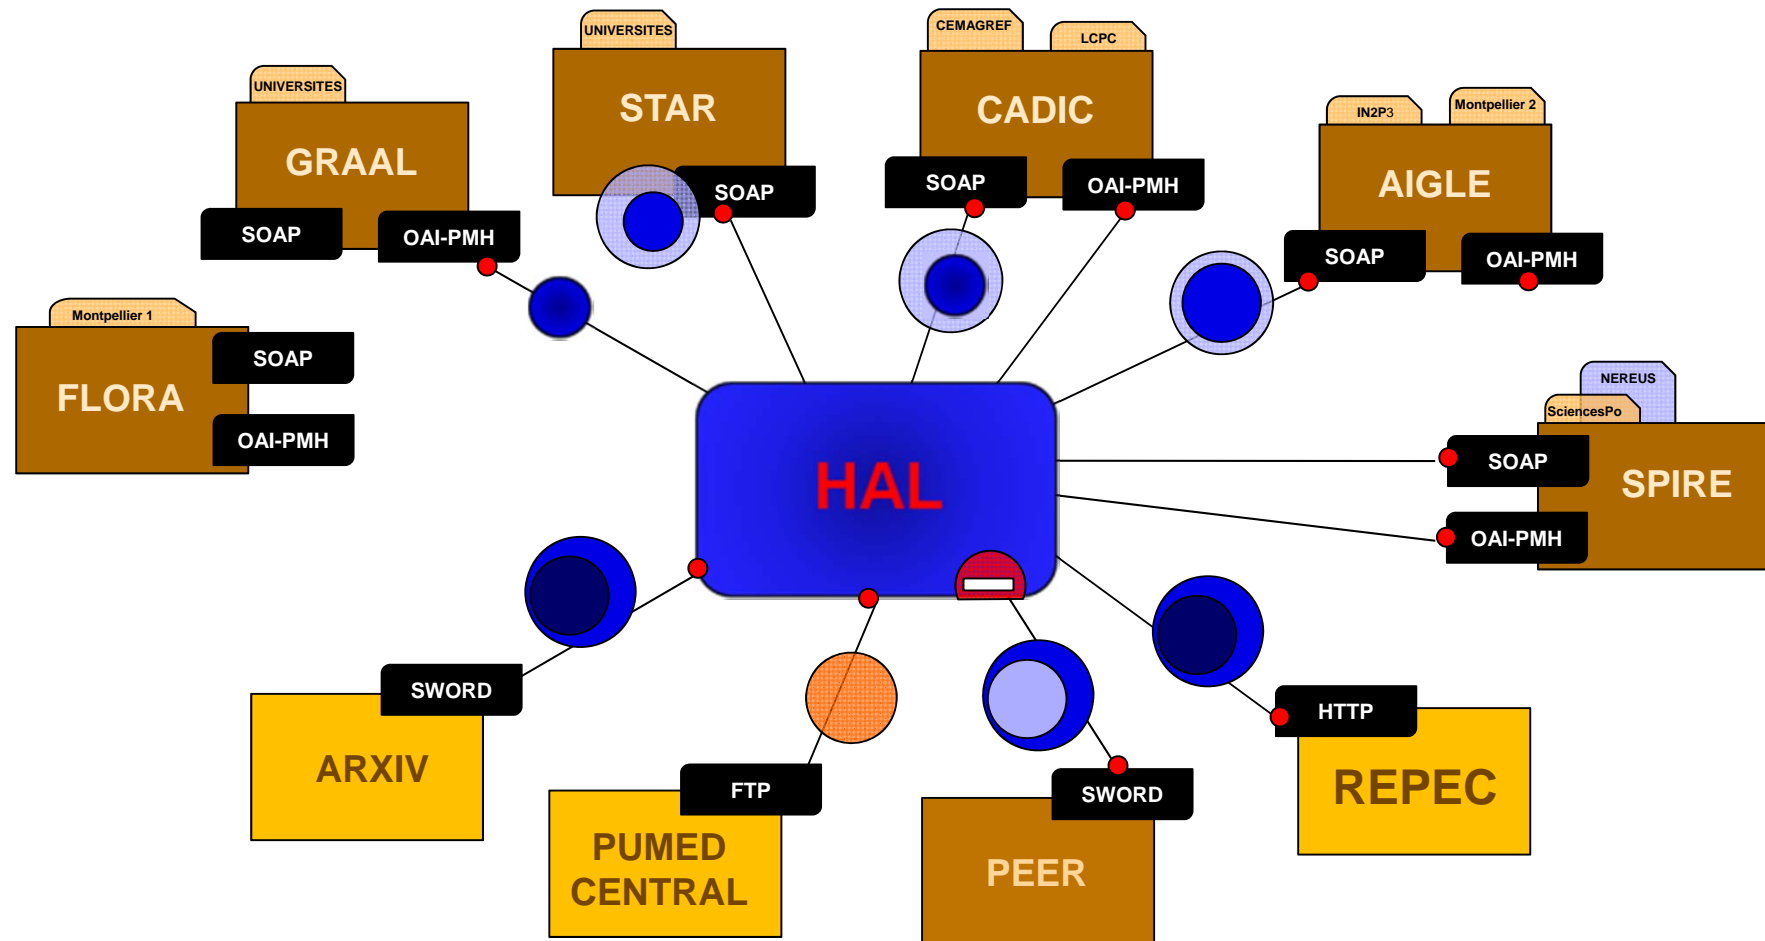 UNIVERSITES
STAR
SOAP
CEMAGREF
LCPC
CADIC
SOAP
OAI-PMH
UNIVERSITES
GRAAL
SOAP
OAI-PMH
IN2P3
Montpellier 2
AIGLE
SOAP
OAI-PMH
Montpellier 1
FLORA
SOAP
OAI-PMH
HAL
NEREUS
SciencesPo
SPIRE
SOAP
OAI-PMH
SWORD
ARXIV
FTP
PUMED
CENTRAL
SWORD
PEER
HTTP
REPEC